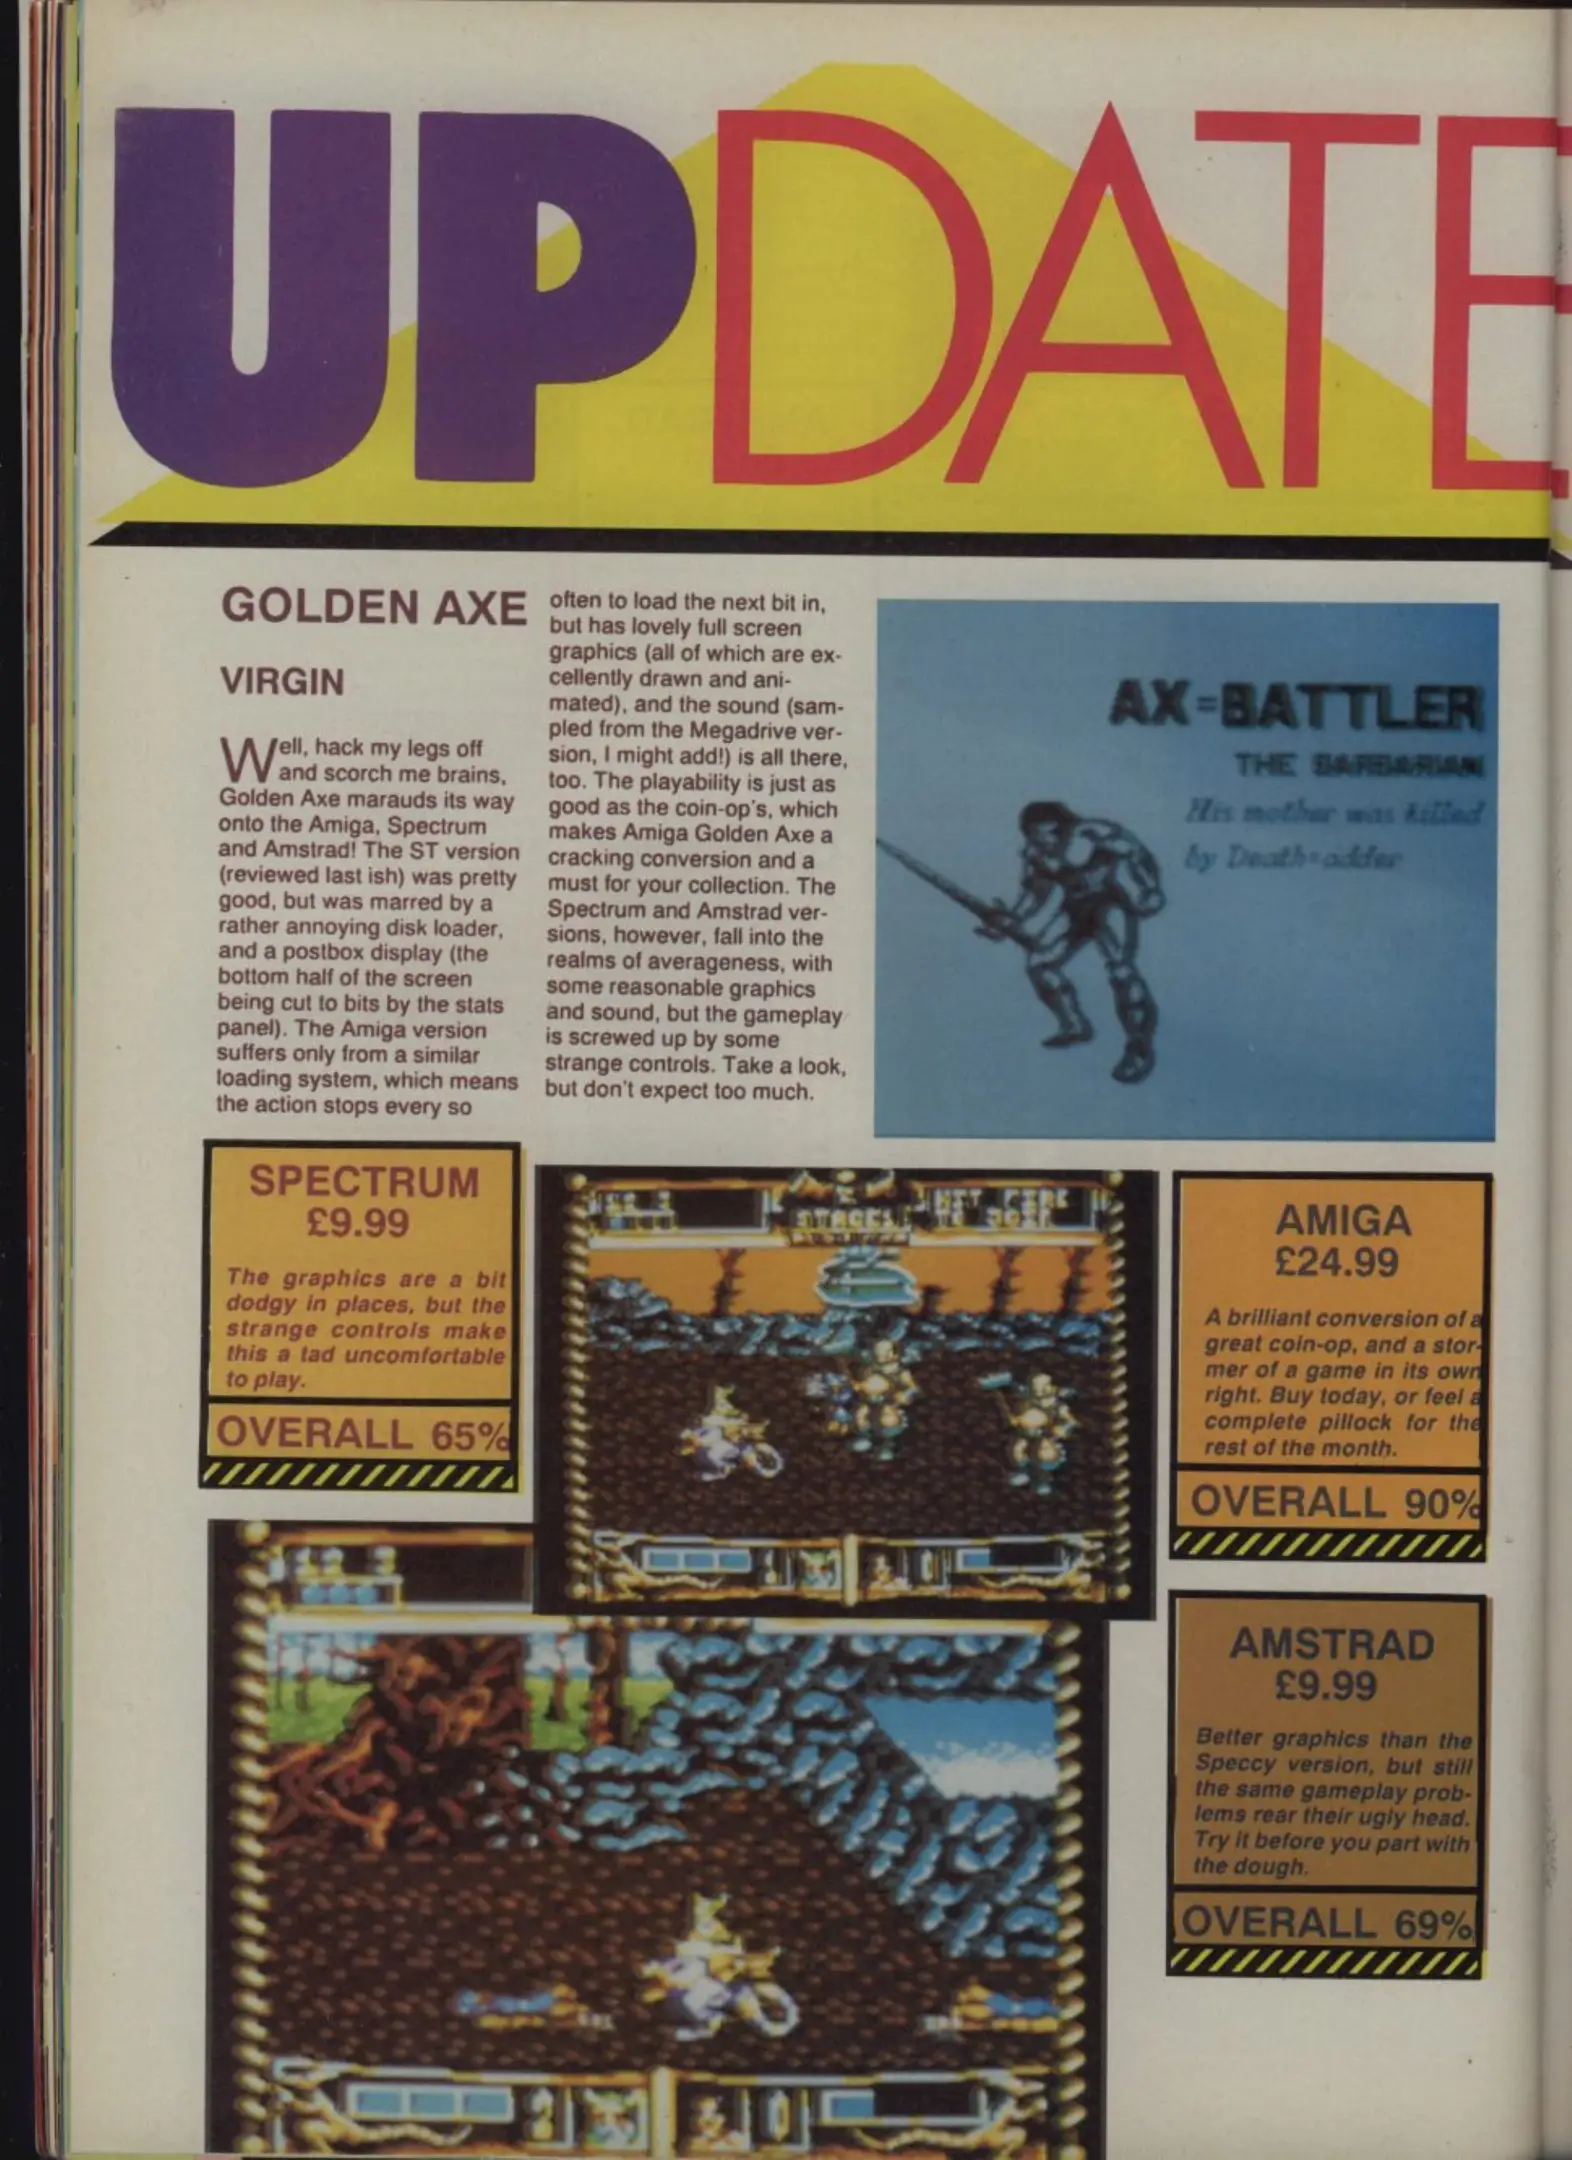 UPDATE
GOLDEN AXE
VIRGIN
Well, hack my legs off
and scorch me brains,
Golden Axe marauds its way
onto the Amiga, Spectrum
and Amstrad! The ST version
(reviewed last ish) was pretty
good, but was marred by a
rather annoying disk loader,
and a postbox display (the
bottom half of the screen
being cut to bits by the stats
panel). The Amiga version
suffers only from a similar
loading system, which means
the action stops every so
often to load the next bit in,
but has lovely full screen
graphics (all of which are ex-
cellently drawn and ani-
mated), and the sound (sam-
pled from the Megadrive ver-
sion, I might add!) is all there,
too. The playability is just as
good as the coin-op's, which
makes Amiga Golden Axe a
cracking conversion and a
must for your collection. The
Spectrum and Amstrad ver-
sions, however, fall into the
realms of averageness, with
some reasonable graphics
and sound, but the gameplay
is screwed up by some
strange controls. Take a look,
but don't expect too much.
AX=BATTLER
THE BARBARIAN
His mother was killed
by Death=adder
SPECTRUM
£9.99
The graphics are a bit
dodgy in places, but the
strange controls make
this a tad uncomfortable
to play.
OVERALL 65%
AMIGA
£24.99
A brilliant conversion of a
great coin-op, and a stor-
mer of a game in its own
right. Buy today, or feel a
complete pillock for the
rest of the month.
OVERALL 90%
AMSTRAD
£9.99
Better graphics than the
Speccy version, but still
the same gameplay prob-
lems rear their ugly head.
Try it before you part with
the dough.
OVERALL 69%